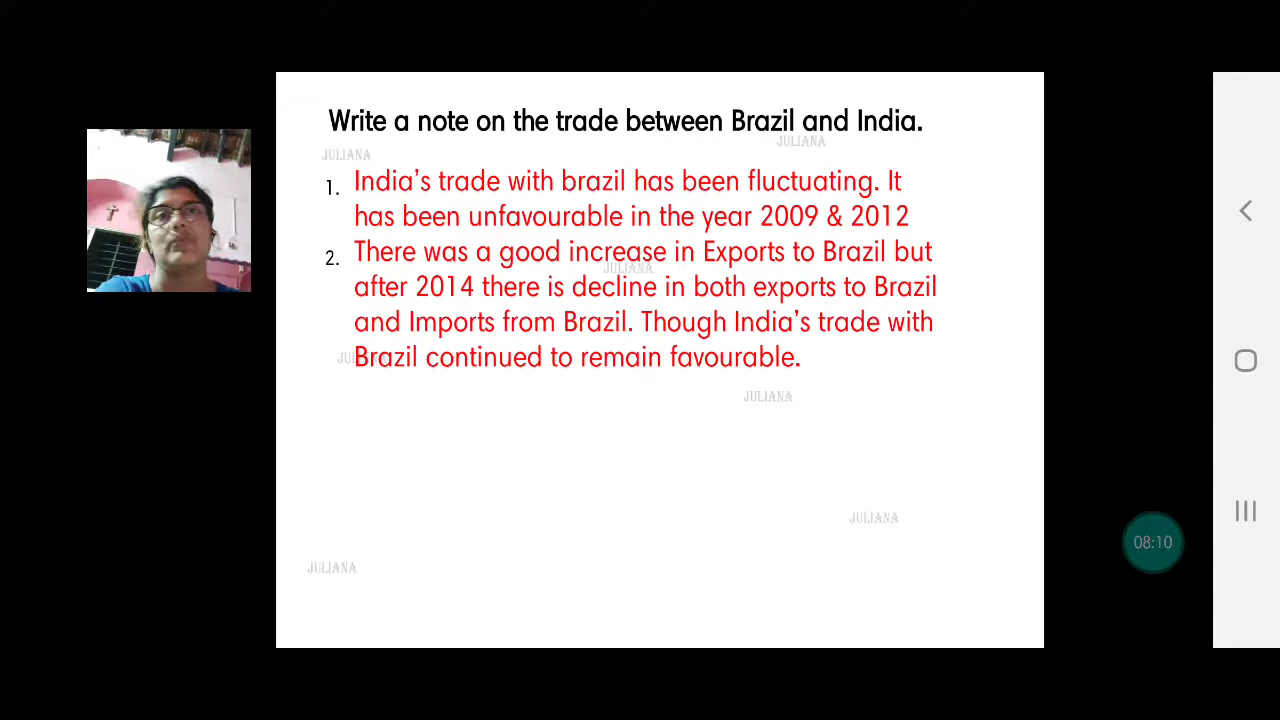 Write a note on the trade between Brazil and India.
JULIANA
JULIANA
1. India's trade with brazil has been fluctuating. It
has been unfavourable in the year 2009 & 2012
2. There was a good increase in Exports to Brazil but
JULIANA
after 2014 there is decline in both exports to Brazil
and Imports from Brazil. Though India's trade with
JULIANA
Brazil continued to remain favourable.
JULIANA
JULIANA
08:10
JULIANA